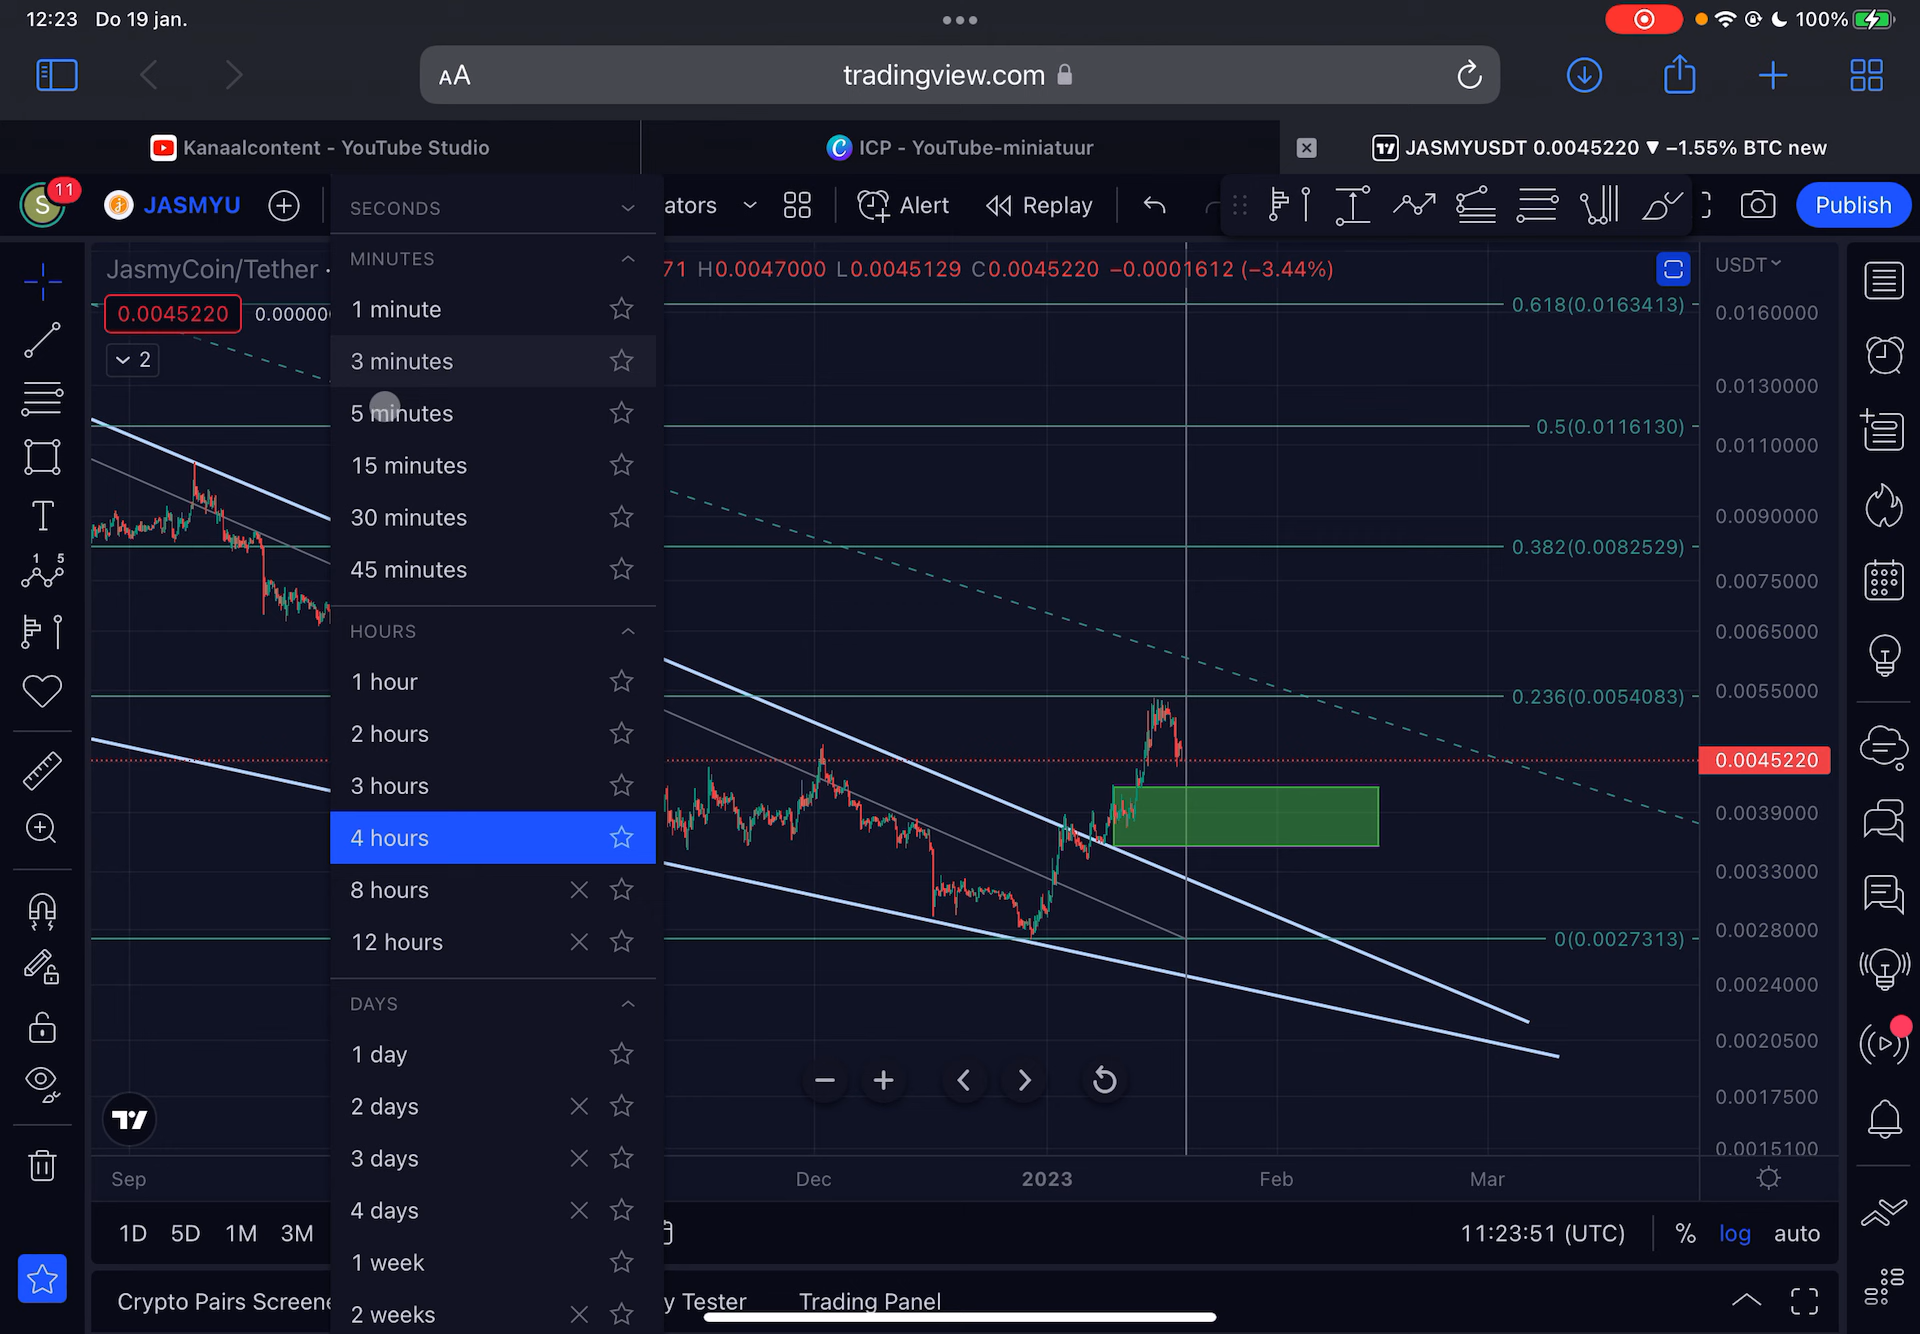 12:23 Do 19 jan.
100%
AA tradingview.com
Kanaalcontent - YouTube Studio
ICP - YouTube-miniatuur
JASMYUSDT 0.0045220 ▼ −1.55% BTC new
S 11 JASMYU
ators
Alert
Replay
Publish
JasmyCoin/Tether ·
71 H0.0047000 L0.0045129 C0.0045220 −0.0001612 (−3.44%)
USDT
0.0045220 0.00000
2
SECONDS
MINUTES
1 minute
3 minutes
5 minutes
15 minutes
30 minutes
45 minutes
HOURS
1 hour
2 hours
3 hours
4 hours
8 hours
12 hours
DAYS
1 day
2 days
3 days
4 days
1 week
2 weeks
0.618(0.0163413)
0.5(0.0116130)
0.382(0.0082529)
0.236(0.0054083)
0(0.0027313)
0.0160000
0.0130000
0.0110000
0.0090000
0.0075000
0.0065000
0.0055000
0.0045220
0.0039000
0.0033000
0.0028000
0.0024000
0.0020500
0.0017500
0.0015100
Sep Dec 2023 Feb Mar
1D 5D 1M 3M
11:23:51 (UTC) % log auto
Crypto Pairs Screene
y Tester
Trading Panel